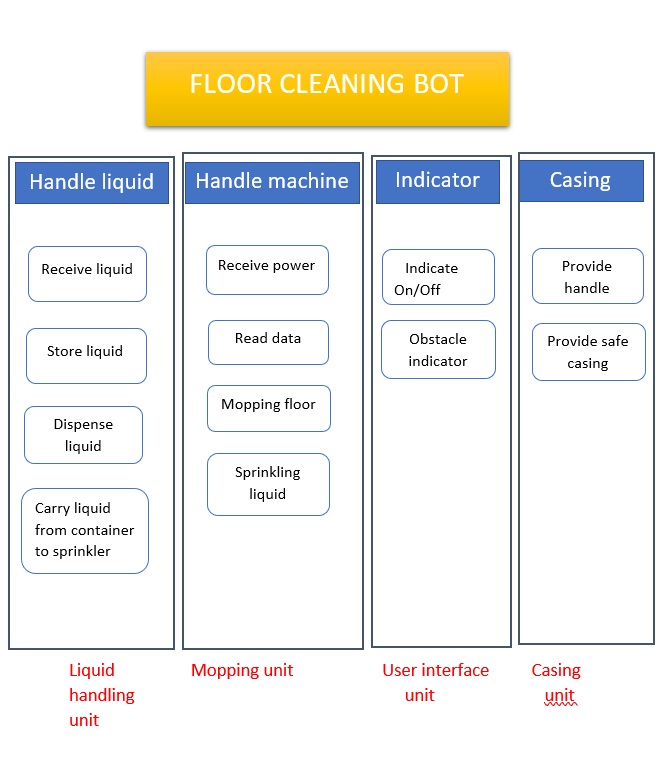 FLOOR CLEANING BOT
Handle liquid
Receive liquid
Store liquid
Dispense
liquid
Carry liquid
from container
to sprinkler
Liquid
handling
unit
Handle machine
Receive power
Read data
Mopping floor
Sprinkling
liquid
Mopping unit
Indicator
Indicate
On/Off
Obstacle
indicator
User interface
unit
Casing
Provide
handle
Provide safe
casing
Casing
unit